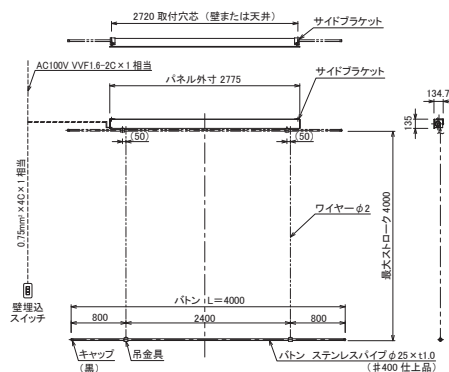 2720 取付穴芯 (壁または天井)
サイドブラケット
AC100V VVF1.6-2C×1 相当
パネル外寸 2775
サイドブラケット
134.7
135
(50)
(50)
0.75mm²×4C×1 相当
ワイヤーφ2
最大ストローク 4000
壁埋込
スイッチ
バトン L=4000
800
2400
800
キャップ
(黒)
吊金具
バトン ステンレスパイプφ25×t1.0
(#400 仕上品)